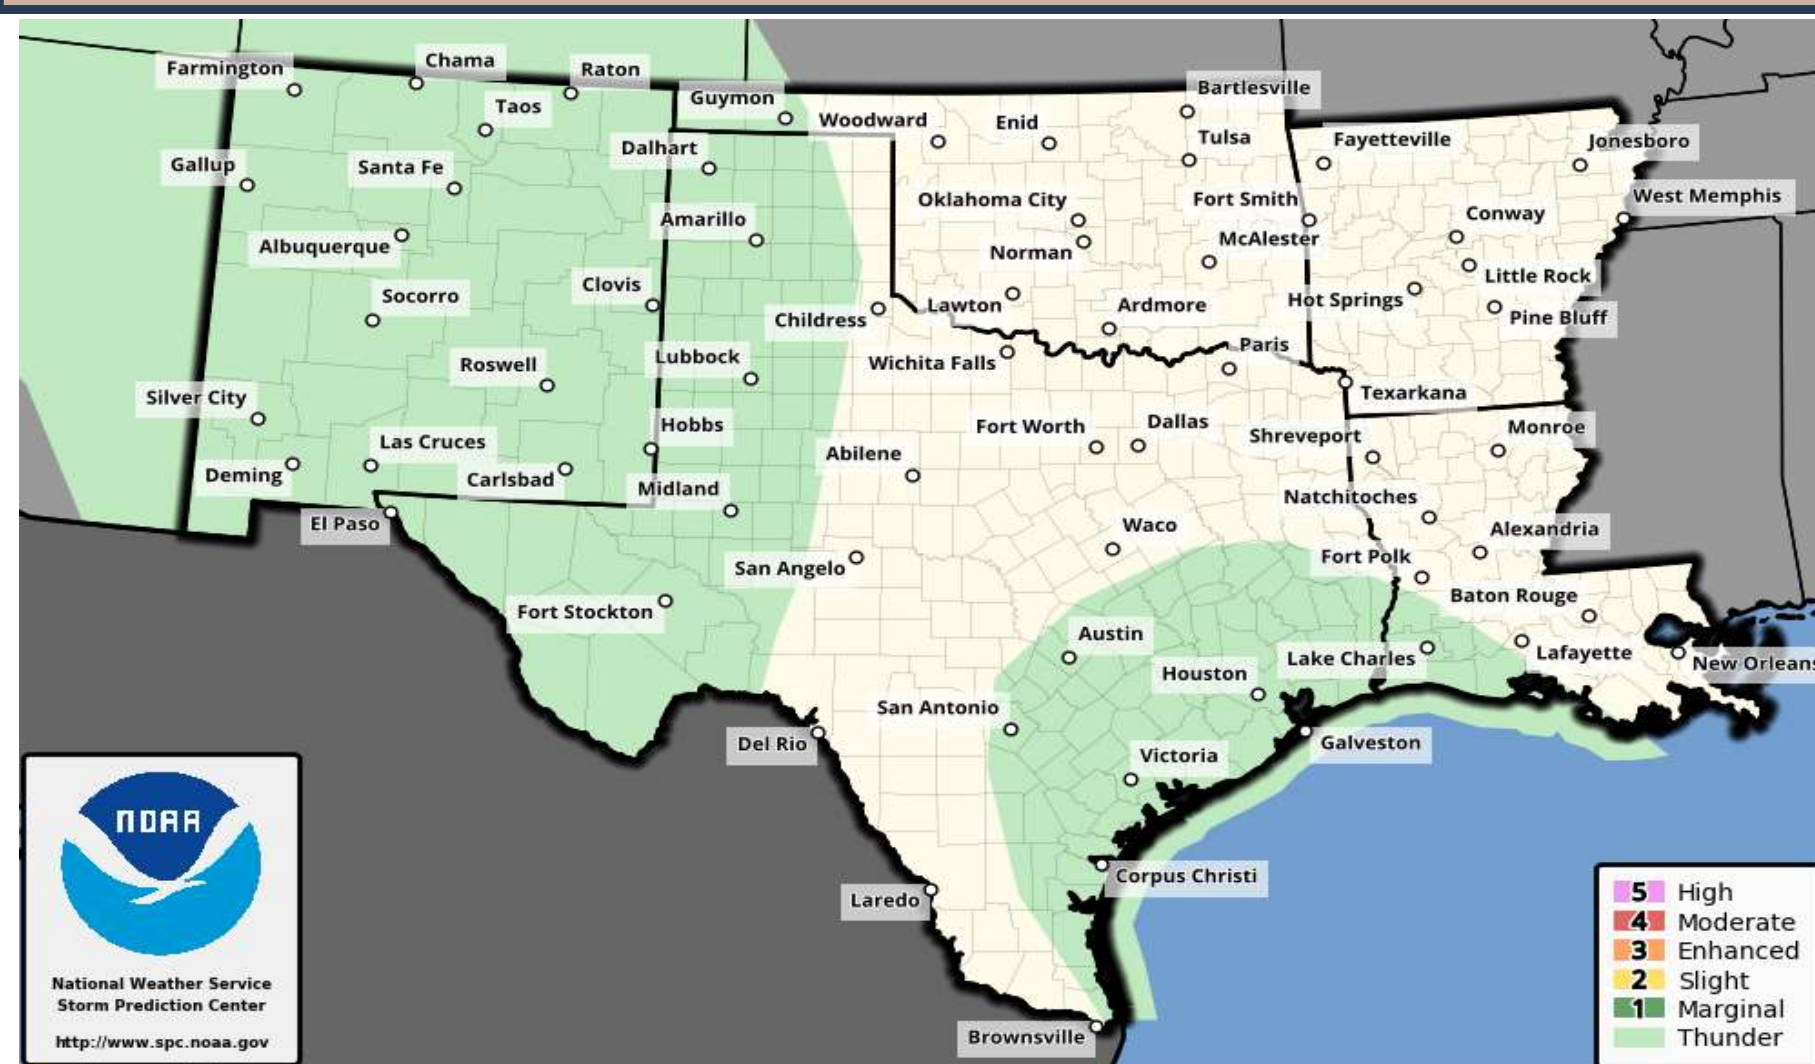 Farmington
Chama
Raton
Taos
Guymon
Woodward
Enid
Bartlesville
Tulsa
Fayetteville
Jonesboro
Gallup
Santa Fe
Dalhart
Oklahoma City
Fort Smith
Conway
West Memphis
Albuquerque
Amarillo
Norman
McAlester
Little Rock
Socorro
Clovis
Childress
Lawton
Ardmore
Hot Springs
Pine Bluff
Roswell
Lubbock
Wichita Falls
Paris
Texarkana
Silver City
Las Cruces
Hobbs
Abilene
Fort Worth
Dallas
Shreveport
Monroe
Deming
Carlsbad
Midland
Natchitoches
El Paso
San Angelo
Waco
Fort Polk
Alexandria
Fort Stockton
Austin
Baton Rouge
Houston
Lake Charles
Lafayette
New Orleans
San Antonio
Del Rio
Victoria
Galveston
Laredo
Corpus Christi
Brownsville
NOAA
National Weather Service
Storm Prediction Center
http://www.spc.noaa.gov
5 High
4 Moderate
3 Enhanced
2 Slight
1 Marginal
Thunder